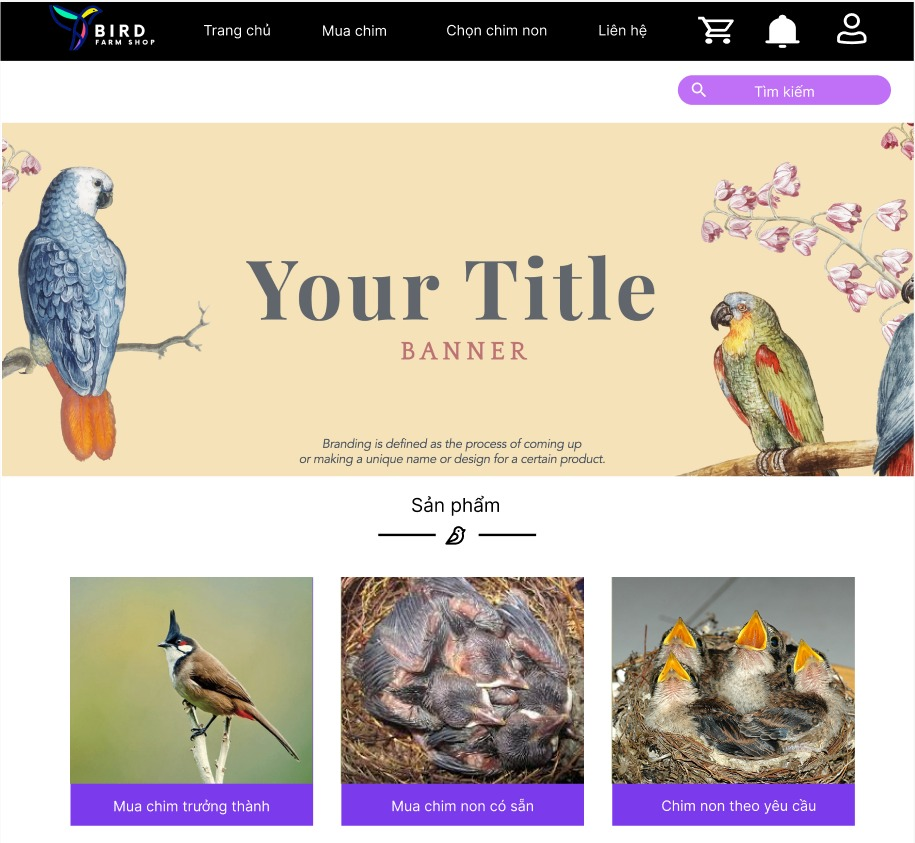 BIRD
FARM SHOP
Trang chủ
Mua chim
Chọn chim non
Liên hệ
Tìm kiếm
Your Title
BANNER
Branding is defined as the process of coming up
or making a unique name or design for a certain product.
Sản phẩm
Mua chim trưởng thành
Mua chim non có sẵn
Chim non theo yêu cầu